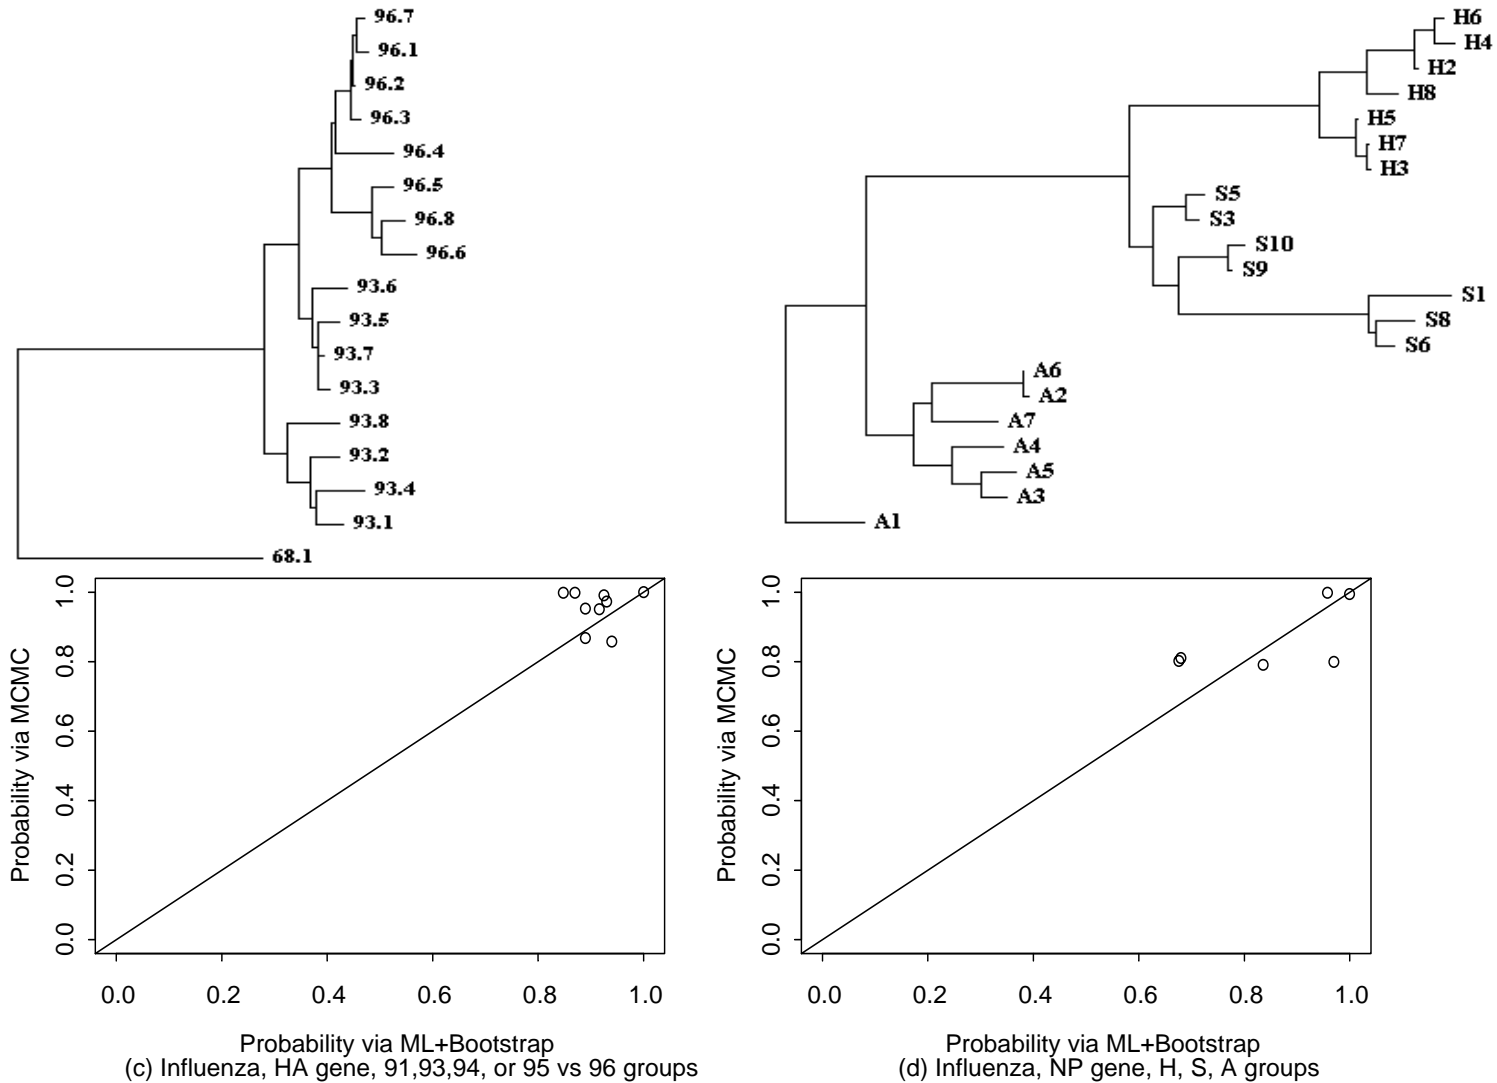 96.7
96.1
96.2
96.3
96.4
96.5
96.8
96.6
93.6
93.5
93.7
93.3
93.8
93.2
93.4
93.1
68.1
H6
H4
H2
H8
H5
H7
H3
S5
S3
S10
S9
S1
S8
S6
A6
A2
A7
A4
A5
A3
A1
Probability via MCMC
1.0
0.8
0.6
0.4
0.2
0.0
0.0 0.2 0.4 0.6 0.8 1.0
Probability via ML+Bootstrap
(c) Influenza, HA gene, 91,93,94, or 95 vs 96 groups
Probability via MCMC
1.0
0.8
0.6
0.4
0.2
0.0
0.0 0.2 0.4 0.6 0.8 1.0
Probability via ML+Bootstrap
(d) Influenza, NP gene, H, S, A groups